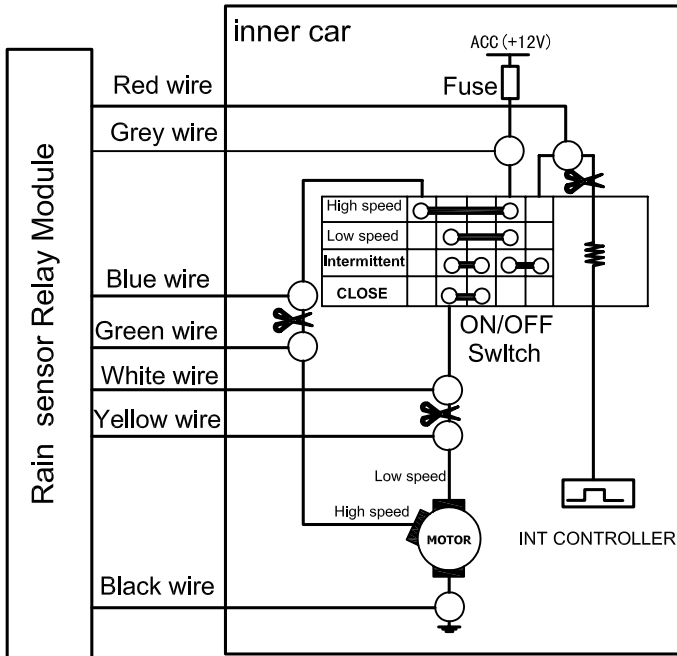 inner car
ACC(+12V)
Red wire
Fuse
Grey wire
High speed
Low speed
Intermittent
CLOSE
Blue wire
ON/OFF
Switch
Green wire
White wire
Yellow wire
Low speed
High speed
MOTOR
INT CONTROLLER
Black wire
Rain sensor Relay Module